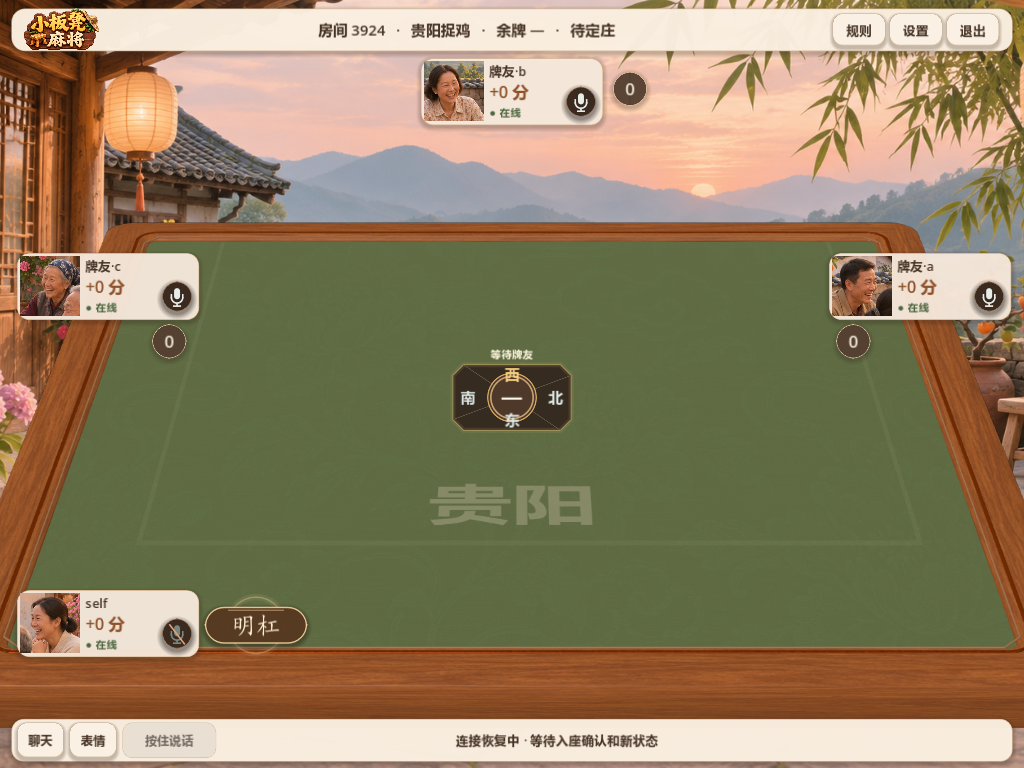 小板凳
麻将
房间 3924 · 贵阳捉鸡 · 余牌 — · 待定庄
规则
设置
退出
牌友·b
+0 分
• 在线
0
牌友·c
+0 分
• 在线
0
牌友·a
+0 分
• 在线
0
等待牌友
西
南
—
北
东
贵阳
self
+0 分
• 在线
明杠
聊天
表情
按住说话
连接恢复中 · 等待入座确认和新状态